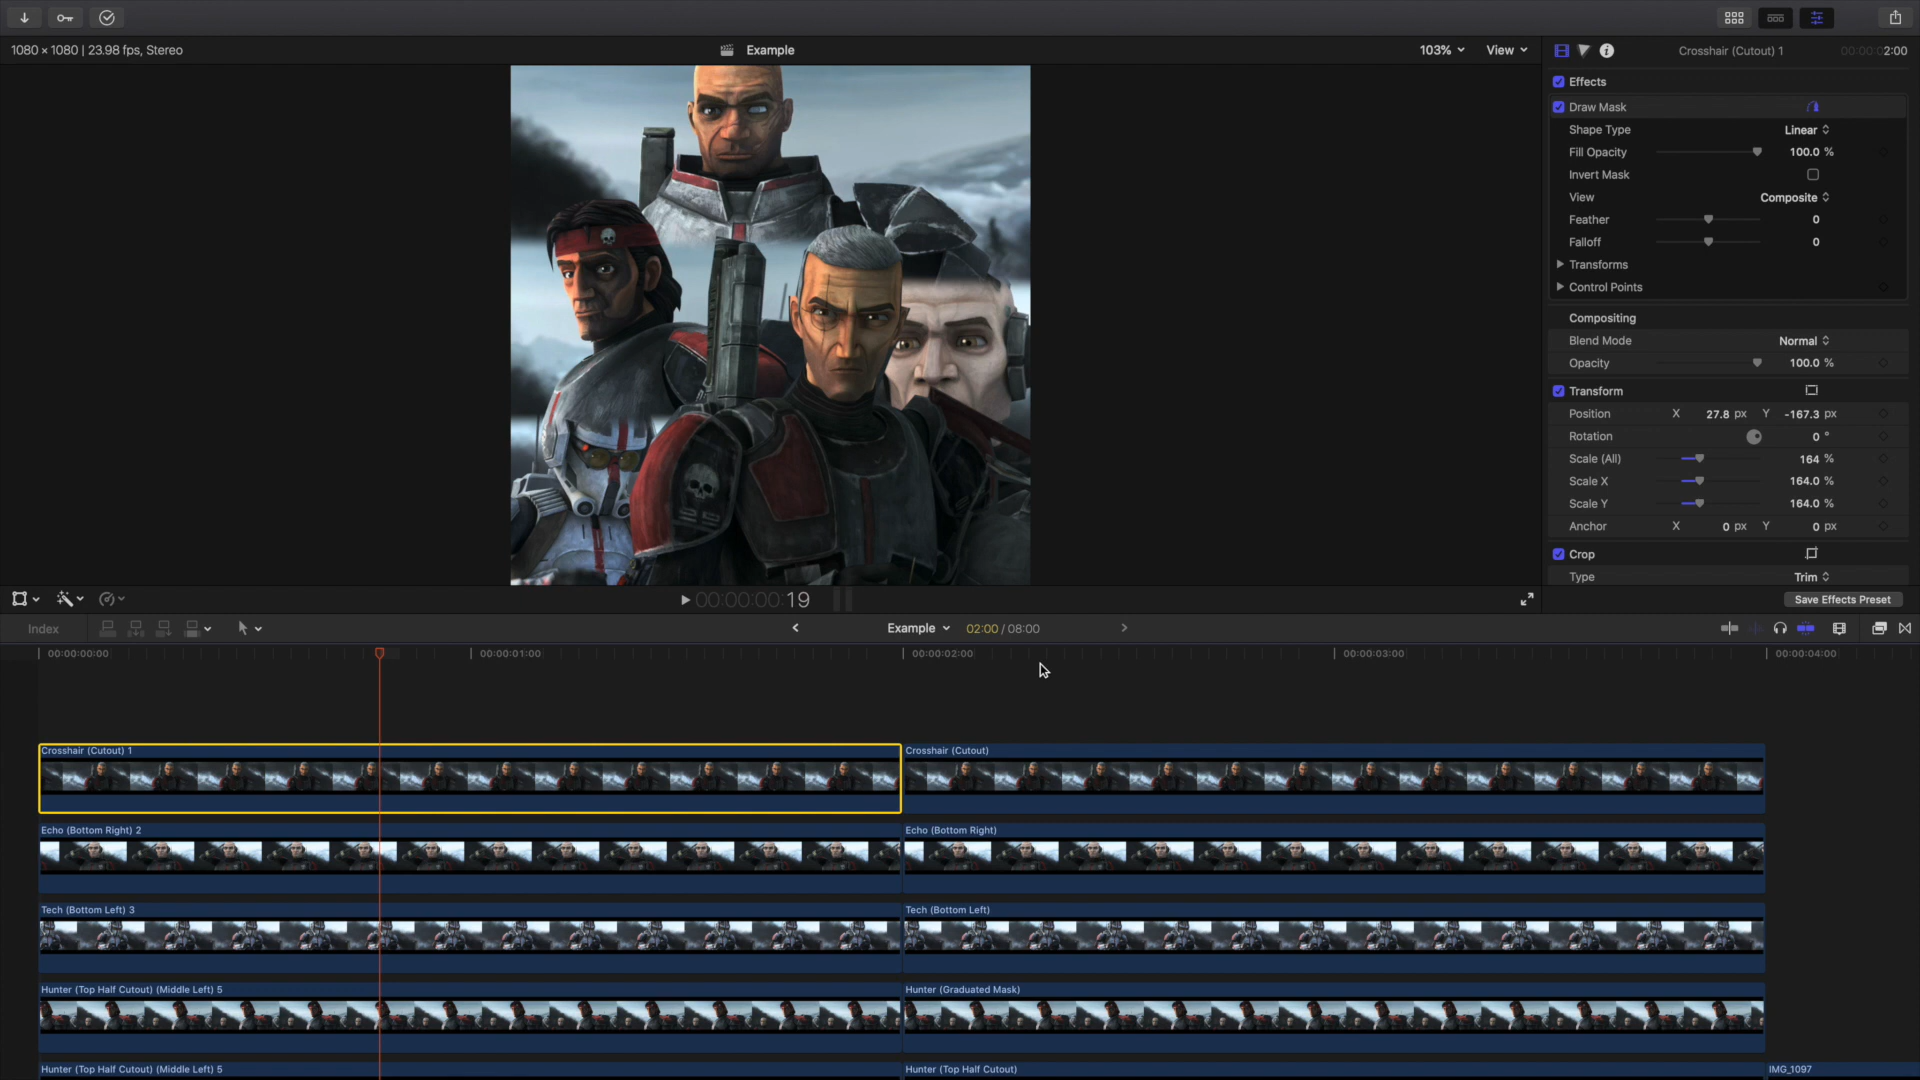 1080 × 1080 | 23.98 fps, Stereo
Example
103%
View
Crosshair (Cutout) 1
00:00:02:00
Effects
Draw Mask
Shape Type Linear
Fill Opacity 100.0 %
Invert Mask
View Composite
Feather 0
Falloff 0
Transforms
Control Points
Compositing
Blend Mode Normal
Opacity 100.0 %
Transform
Position X 27.8 px Y -167.3 px
Rotation 0 °
Scale (All) 164 %
Scale X 164.0 %
Scale Y 164.0 %
Anchor X 0 px Y 0 px
Crop
Type Trim
00:00:00:19
Save Effects Preset
Index
Example 02:00 / 08:00
00:00:00:00 00:00:01:00 00:00:02:00 00:00:03:00 00:00:04:00
Crosshair (Cutout) 1 Crosshair (Cutout)
Echo (Bottom Right) 2 Echo (Bottom Right)
Tech (Bottom Left) 3 Tech (Bottom Left)
Hunter (Top Half Cutout) (Middle Left) 5 Hunter (Graduated Mask)
Hunter (Top Half Cutout) (Middle Left) 5 Hunter (Top Half Cutout) IMG_1097